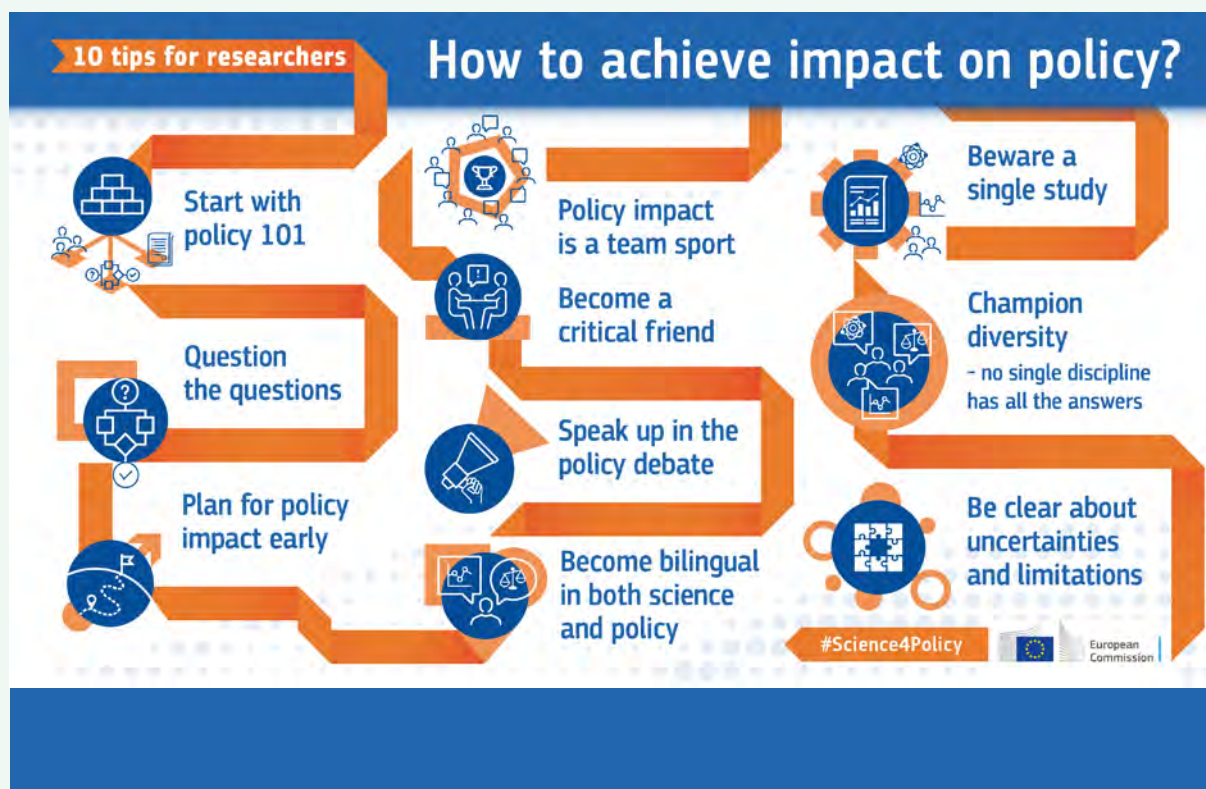 10 tips for researchers
How to achieve impact on policy?
Start with
policy 101
Question
the questions
Plan for policy
impact early
Policy impact
is a team sport
Become a
critical friend
Speak up in the
policy debate
Become bilingual
in both science
and policy
Beware a
single study
Champion
diversity
- no single discipline
has all the answers
Be clear about
uncertainties
and limitations
#Science4Policy
European
Commission